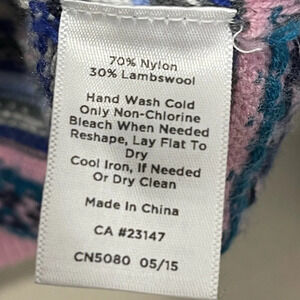 70% Nylon
30% Lambswool
Hand Wash Cold
Only Non-Chlorine
Bleach When Needed
Reshape, Lay Flat To
Dry
Cool Iron, If Needed
Or Dry Clean
Made In China
CA #23147
CN5080 05/15